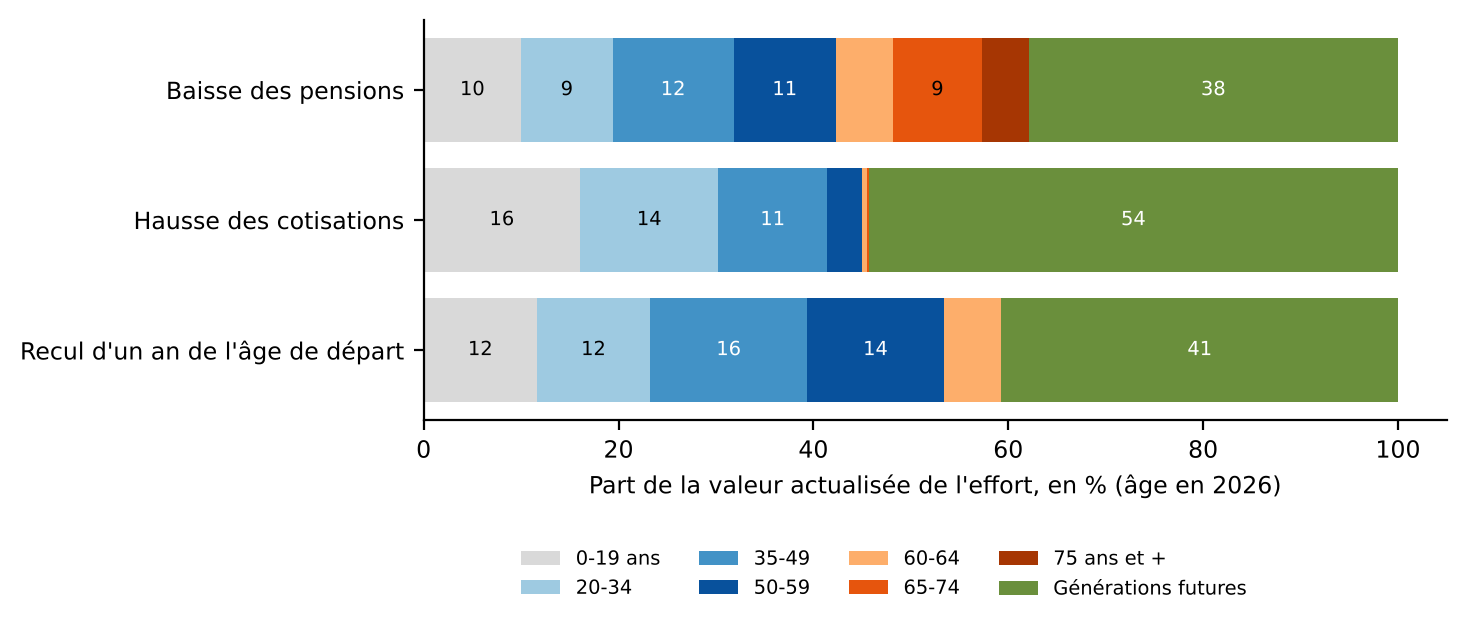 Baisse des pensions
10 9 12 11 9 38
Hausse des cotisations
16 14 11 54
Recul d'un an de l'âge de départ
12 12 16 14 41
0 20 40 60 80 100
Part de la valeur actualisée de l'effort, en % (âge en 2026)
0-19 ans 35-49 60-64 75 ans et +
20-34 50-59 65-74 Générations futures